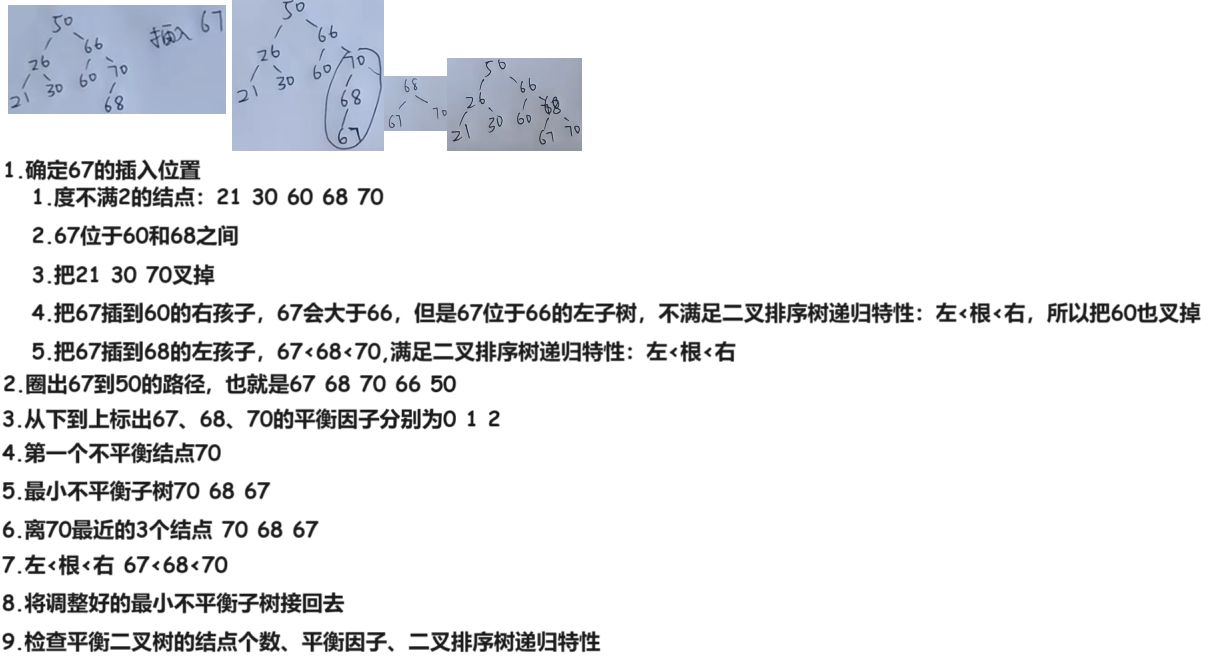 50
插入 67
26 66
21 30 60 70
68
50
26 66
21 30 60 70
68
67
68
67 70
50
26 66
21 30 60 68
67 70
1.确定67的插入位置
1.度不满2的结点：21 30 60 68 70
2.67位于60和68之间
3.把21 30 70叉掉
4.把67插到60的右孩子，67会大于66，但是67位于66的左子树，不满足二叉排序树递归特性：左<根<右，所以把60也叉掉
5.把67插到68的左孩子，67<68<70,满足二叉排序树递归特性：左<根<右
2.圈出67到50的路径，也就是67 68 70 66 50
3.从下到上标出67、68、70的平衡因子分别为0 1 2
4.第一个不平衡结点70
5.最小不平衡子树70 68 67
6.离70最近的3个结点 70 68 67
7.左<根<右 67<68<70
8.将调整好的最小不平衡子树接回去
9.检查平衡二叉树的结点个数、平衡因子、二叉排序树递归特性